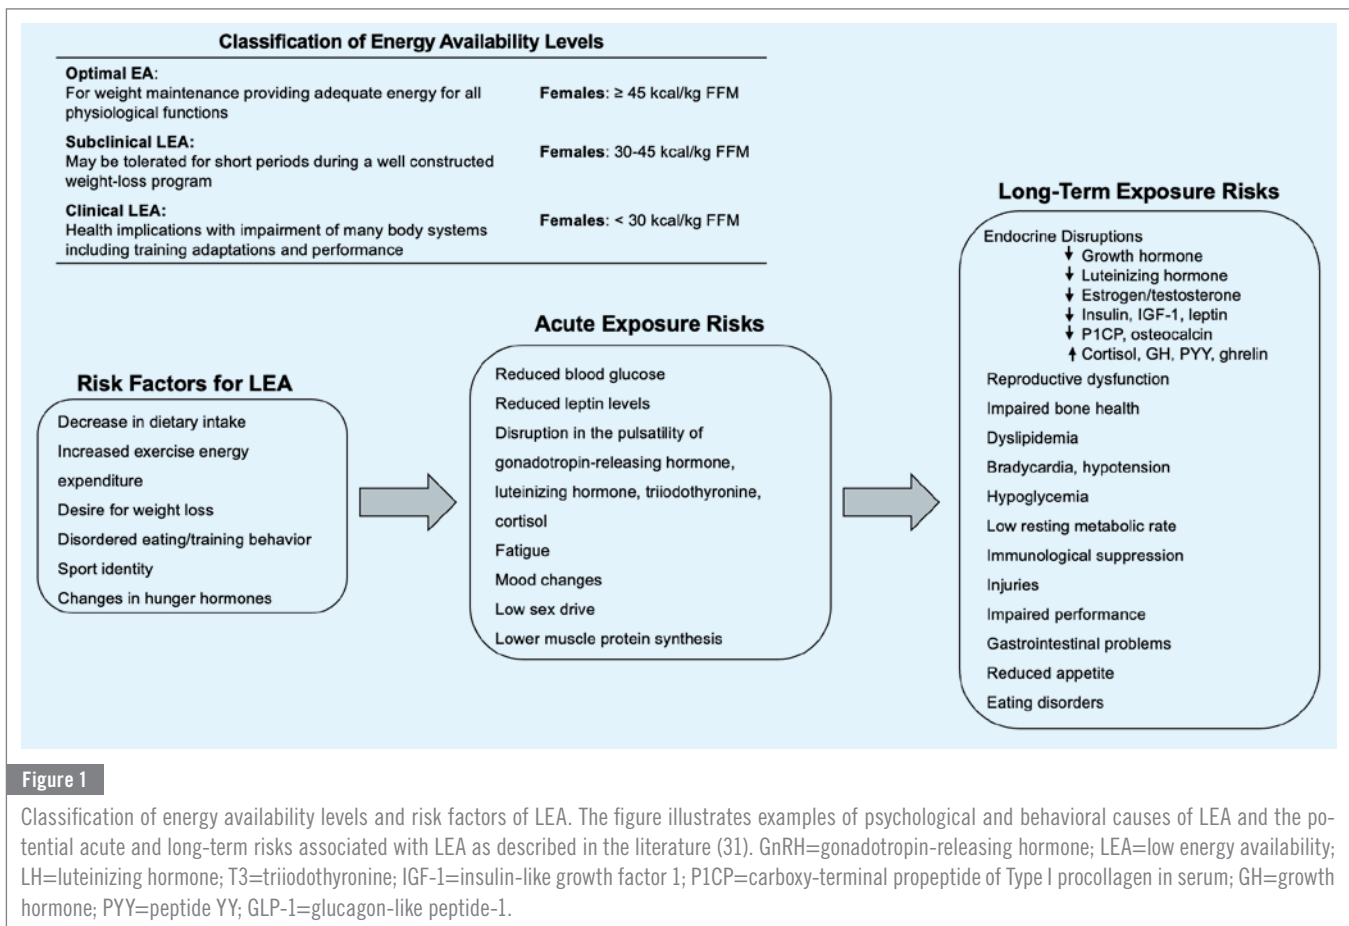 Classification of Energy Availability Levels
Optimal EA:
For weight maintenance providing adequate energy for all
physiological functions
Females: ≥ 45 kcal/kg FFM
Subclinical LEA:
May be tolerated for short periods during a well constructed
weight-loss program
Females: 30-45 kcal/kg FFM
Clinical LEA:
Health implications with impairment of many body systems
including training adaptations and performance
Females: < 30 kcal/kg FFM
Risk Factors for LEA
Decrease in dietary intake
Increased exercise energy
expenditure
Desire for weight loss
Disordered eating/training behavior
Sport identity
Changes in hunger hormones
Acute Exposure Risks
Reduced blood glucose
Reduced leptin levels
Disruption in the pulsatility of
gonadotropin-releasing hormone,
luteinizing hormone, triiodothyronine,
cortisol
Fatigue
Mood changes
Low sex drive
Lower muscle protein synthesis
Long-Term Exposure Risks
Endocrine Disruptions
↓ Growth hormone
↓ Luteinizing hormone
↓ Estrogen/testosterone
↓ Insulin, IGF-1, leptin
↓ P1CP, osteocalcin
↑ Cortisol, GH, PYY, ghrelin
Reproductive dysfunction
Impaired bone health
Dyslipidemia
Bradycardia, hypotension
Hypoglycemia
Low resting metabolic rate
Immunological suppression
Injuries
Impaired performance
Gastrointestinal problems
Reduced appetite
Eating disorders
Figure 1
Classification of energy availability levels and risk factors of LEA. The figure illustrates examples of psychological and behavioral causes of LEA and the po-
tential acute and long-term risks associated with LEA as described in the literature (31). GnRH=gonadotropin-releasing hormone; LEA=low energy availability;
LH=luteinizing hormone; T3=triiodothyronine; IGF-1=insulin-like growth factor 1; P1CP=carboxy-terminal propeptide of Type I procollagen in serum; GH=growth
hormone; PYY=peptide YY; GLP-1=glucagon-like peptide-1.